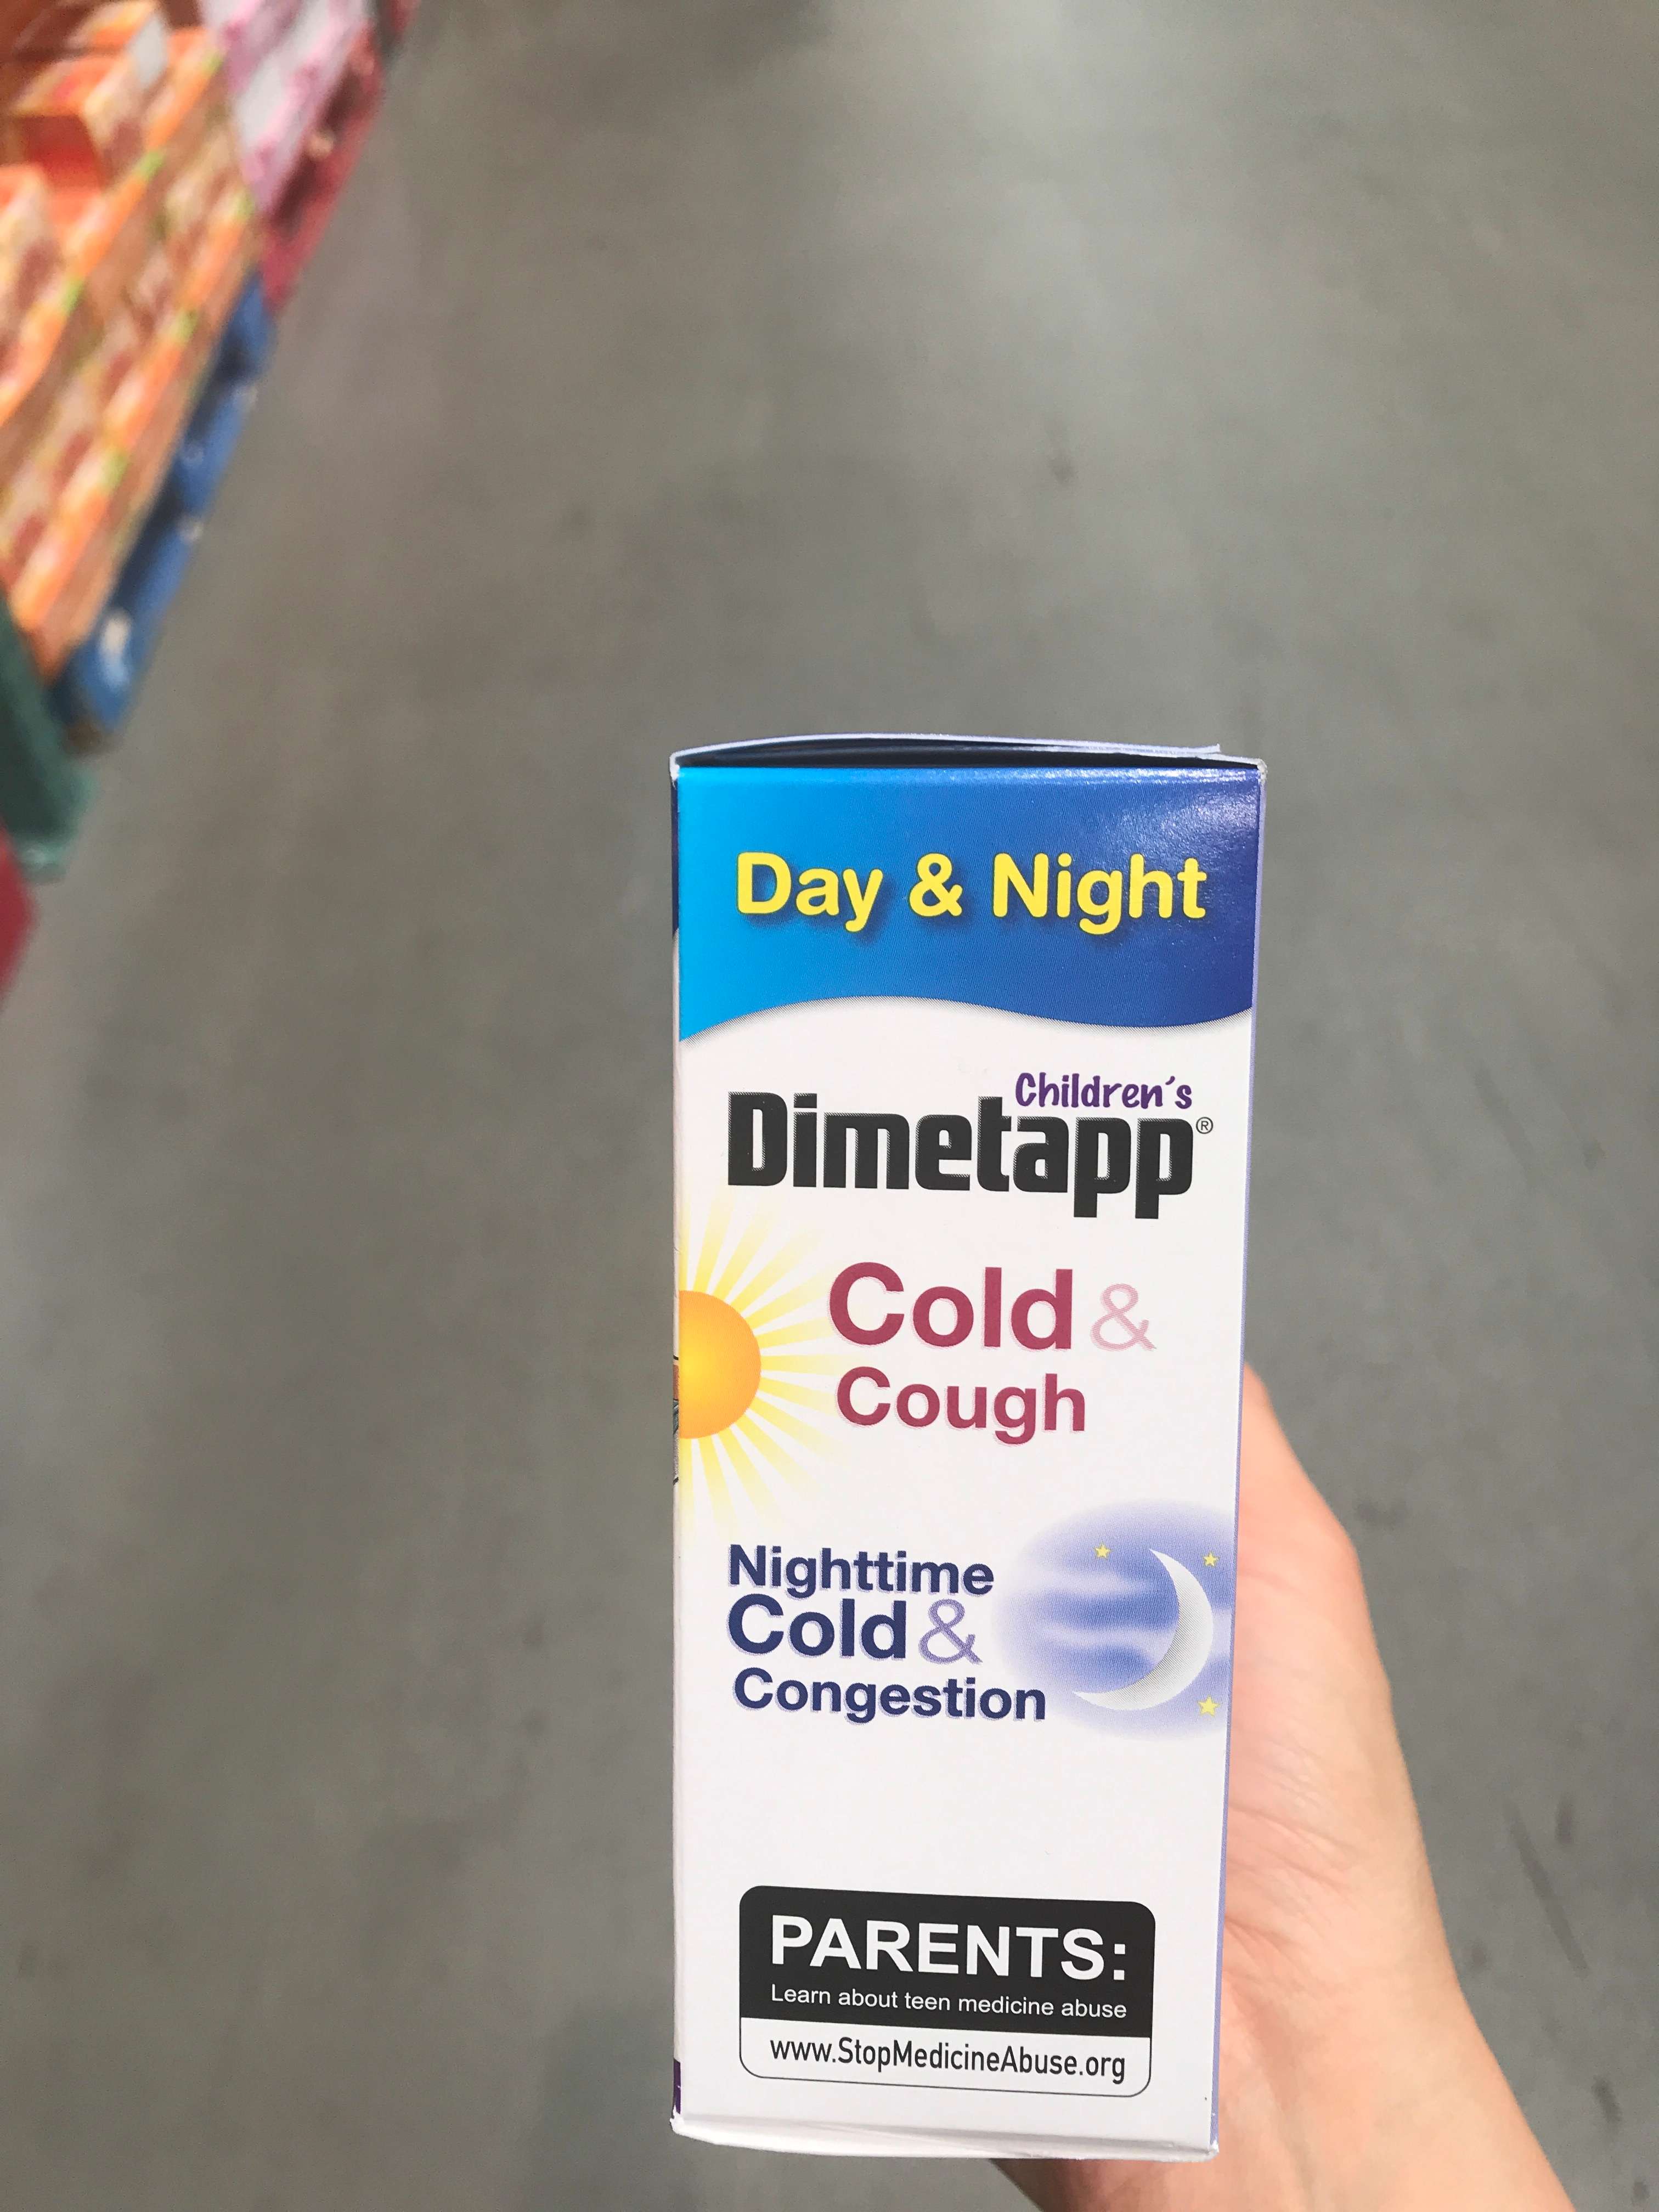 Day & Night
Children's
Dimetapp®
Cold &
Cough
Nighttime
Cold &
Congestion
PARENTS:
Learn about teen medicine abuse
www.StopMedicineAbuse.org